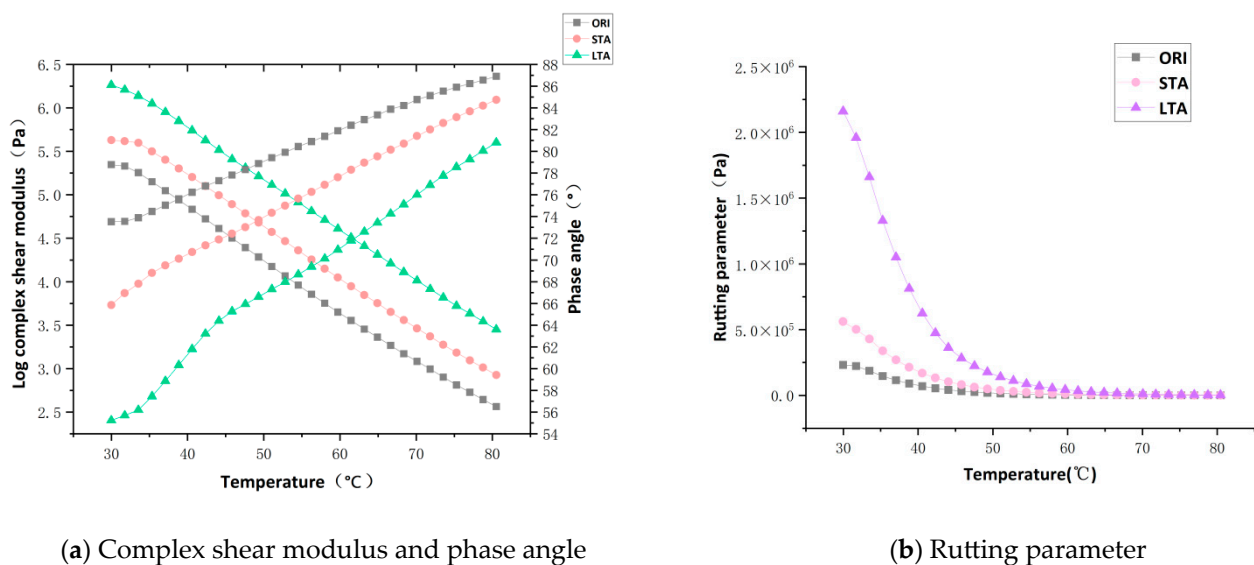 ORI
STA
LTA
6.5
6.0
5.5
5.0
4.5
4.0
3.5
3.0
2.5
Log complex shear modulus（Pa）
88
86
84
82
80
78
76
74
72
70
68
66
64
62
60
58
56
54
Phase angle（°）
30 40 50 60 70 80
Temperature（℃）
ORI
STA
LTA
2.5×10⁶
2.0×10⁶
1.5×10⁶
1.0×10⁶
5.0×10⁵
0.0
Rutting parameter（Pa）
30 40 50 60 70 80
Temperature(℃)
(a) Complex shear modulus and phase angle
(b) Rutting parameter